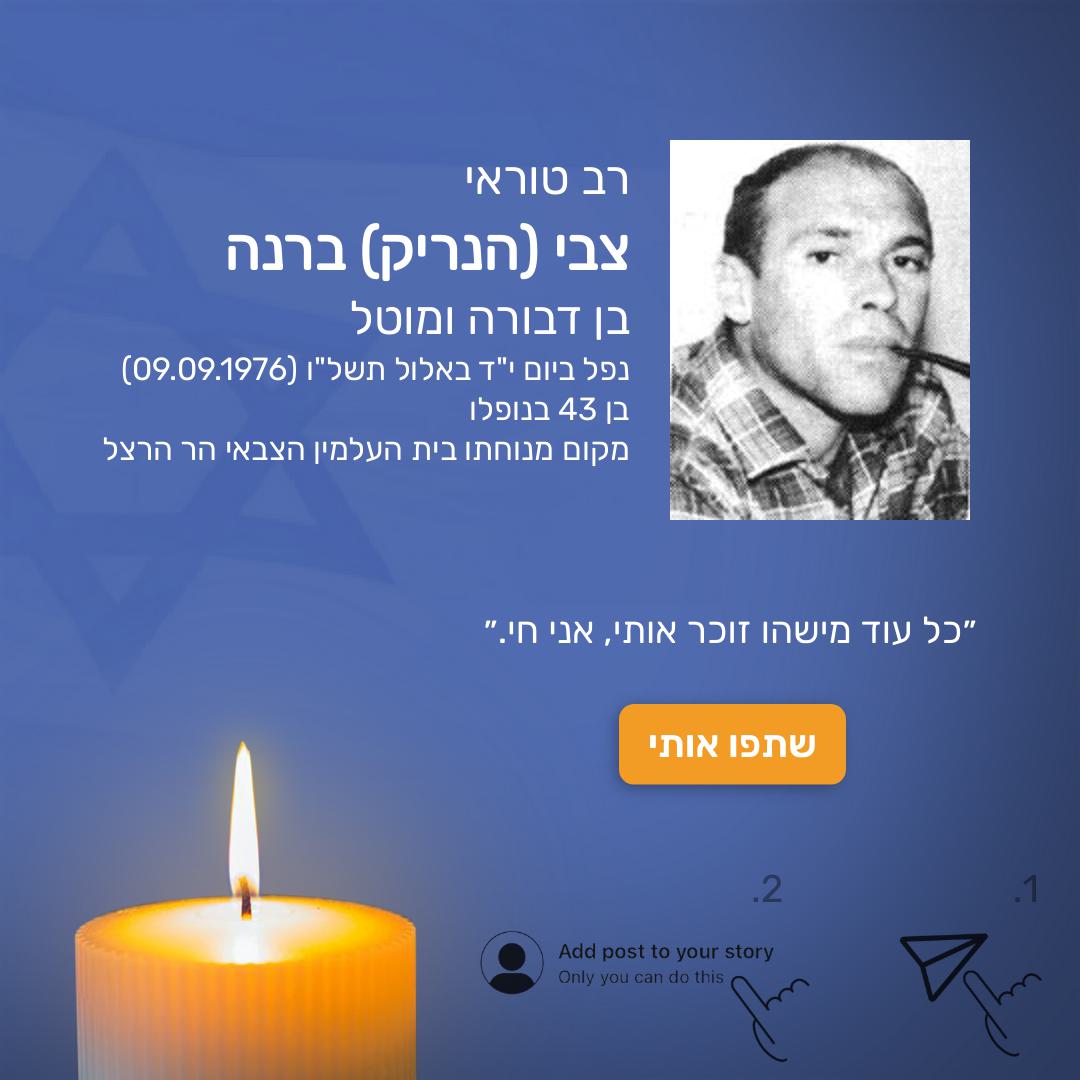 רב טוראי
צבי (הנריק) ברנה
בן דבורה ומוטל
נפל ביום י"ד באלול תשל"ו (09.09.1976)
בן 43 בנופלו
מקום מנוחתו בית העלמין הצבאי הר הרצל
״כל עוד מישהו זוכר אותי, אני חי.״
שתפו אותי
1.
2.
Add post to your story
Only you can do this